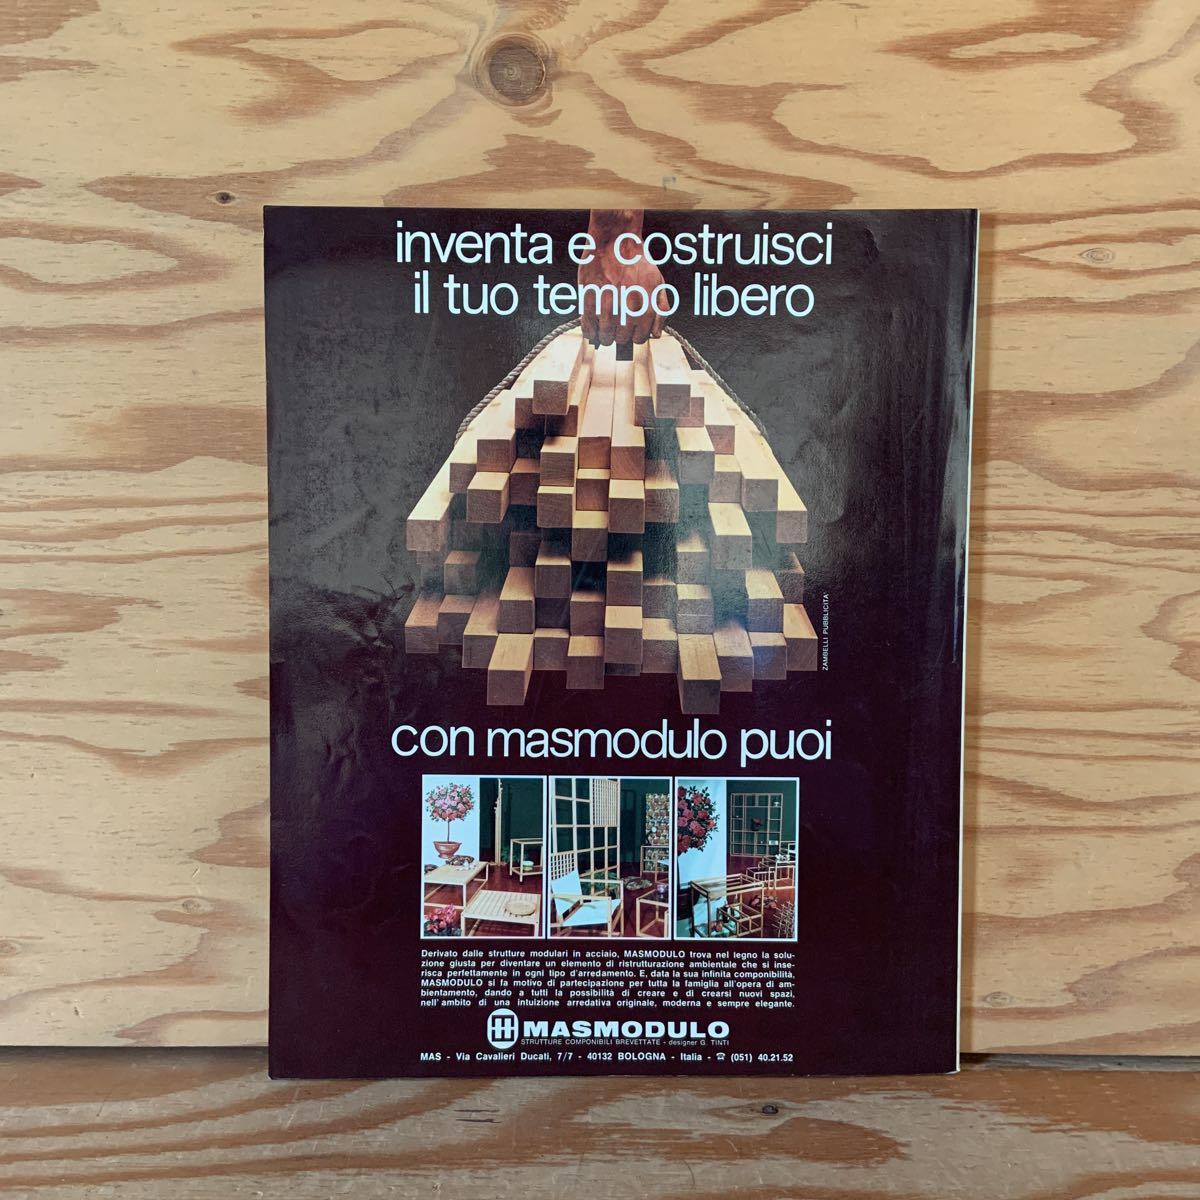 inventa e costruisci
il tuo tempo libero
ZAMBELLI PUBBLICITA'
con masmodulo puoi
Derivato dalle strutture modulari in acciaio, MASMODULO trova nel legno la solu-
zione giusta per diventare un elemento di ristrutturazione ambientale che si inse-
risca perfettamente in ogni tipo d'arredamento. E, data la sua infinita componibilità,
MASMODULO si fa motivo di partecipazione per tutta la famiglia all'opera di am-
bientamento, dando a tutti la possibilità di creare e di crearsi nuovi spazi,
nell'ambito di una intuizione arredativa originale, moderna e sempre elegante.
MASMODULO
STRUTTURE COMPONIBILI BREVETTATE - designer G. TINTI
MAS - Via Cavalieri Ducati, 7/7 - 40132 BOLOGNA - Italia - ☎ (051) 40.21.52